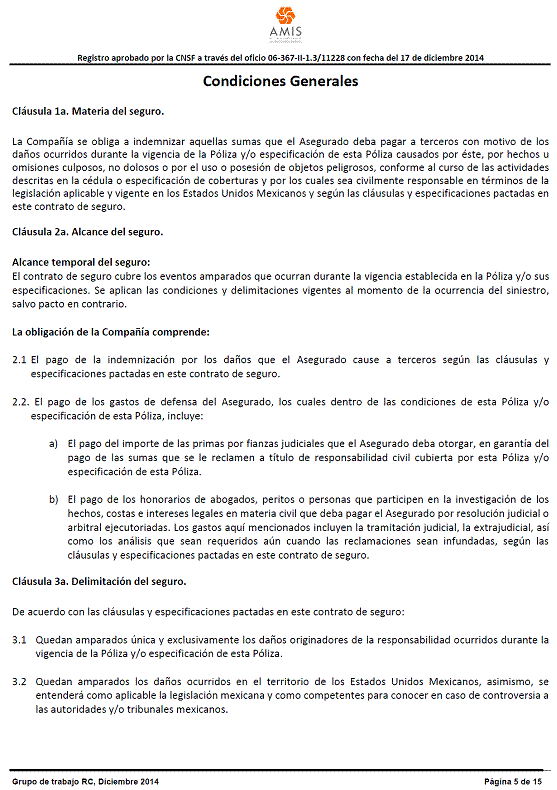 AMIS
Registro aprobado por la CNSF a través del oficio 06-367-II-1.3/11228 con fecha del 17 de diciembre 2014
Condiciones Generales
Cláusula 1a. Materia del seguro.
La Compañía se obliga a indemnizar aquellas sumas que el Asegurado deba pagar a terceros con motivo de los
daños ocurridos durante la vigencia de la Póliza y/o especificación de esta Póliza causados por éste, por hechos u
omisiones culposos, no dolosos o por el uso o posesión de objetos peligrosos, conforme al curso de las actividades
descritas en la cédula o especificación de coberturas y por los cuales sea civilmente responsable en términos de la
legislación aplicable y vigente en los Estados Unidos Mexicanos y según las cláusulas y especificaciones pactadas en
este contrato de seguro.
Cláusula 2a. Alcance del seguro.
Alcance temporal del seguro:
El contrato de seguro cubre los eventos amparados que ocurran durante la vigencia establecida en la Póliza y/o sus
especificaciones. Se aplican las condiciones y delimitaciones vigentes al momento de la ocurrencia del siniestro,
salvo pacto en contrario.
La obligación de la Compañía comprende:
2.1 El pago de la indemnización por los daños que el Asegurado cause a terceros según las cláusulas y
especificaciones pactadas en este contrato de seguro.
2.2. El pago de los gastos de defensa del Asegurado, los cuales dentro de las condiciones de esta Póliza y/o
especificación de esta Póliza, incluye:
a) El pago del importe de las primas por fianzas judiciales que el Asegurado deba otorgar, en garantía del
pago de las sumas que se le reclamen a título de responsabilidad civil cubierta por esta Póliza y/o
especificación de esta Póliza.
b) El pago de los honorarios de abogados, peritos o personas que participen en la investigación de los
hechos, costas e intereses legales en materia civil que deba pagar el Asegurado por resolución judicial o
arbitral ejecutoriadas. Los gastos aquí mencionados incluyen la tramitación judicial, la extrajudicial, así
como los análisis que sean requeridos aún cuando las reclamaciones sean infundadas, según las
cláusulas y especificaciones pactadas en este contrato de seguro.
Cláusula 3a. Delimitación del seguro.
De acuerdo con las cláusulas y especificaciones pactadas en este contrato de seguro:
3.1 Quedan amparados única y exclusivamente los daños originadores de la responsabilidad ocurridos durante la
vigencia de la Póliza y/o especificación de esta Póliza.
3.2 Quedan amparados los daños ocurridos en el territorio de los Estados Unidos Mexicanos, asimismo, se
entenderá como aplicable la legislación mexicana y como competentes para conocer en caso de controversia a
las autoridades y/o tribunales mexicanos.
Grupo de trabajo RC, Diciembre 2014 Página 5 de 15